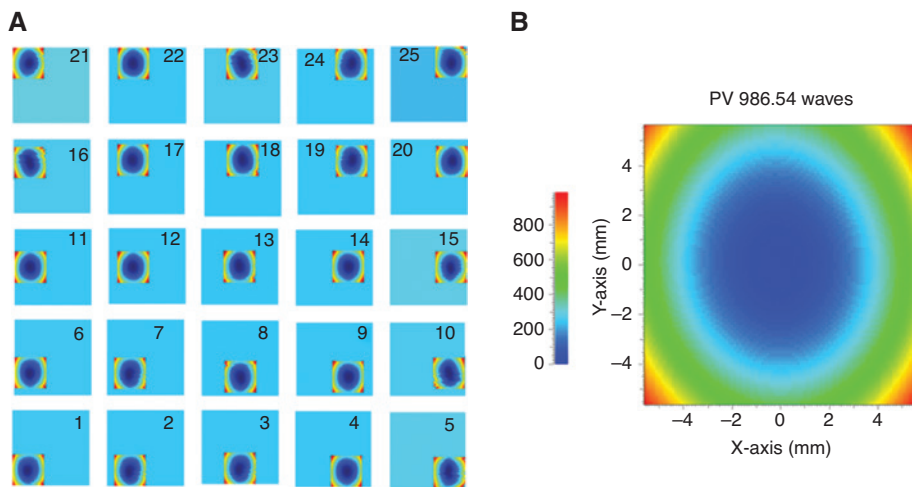 A
21 22 23 24 25
16 17 18 19 20
11 12 13 14 15
6 7 8 9 10
1 2 3 4 5
B
PV 986.54 waves
800
600
400
200
0
Y-axis (mm)
4
2
0
−2
−4
−4 −2 0 2 4
X-axis (mm)